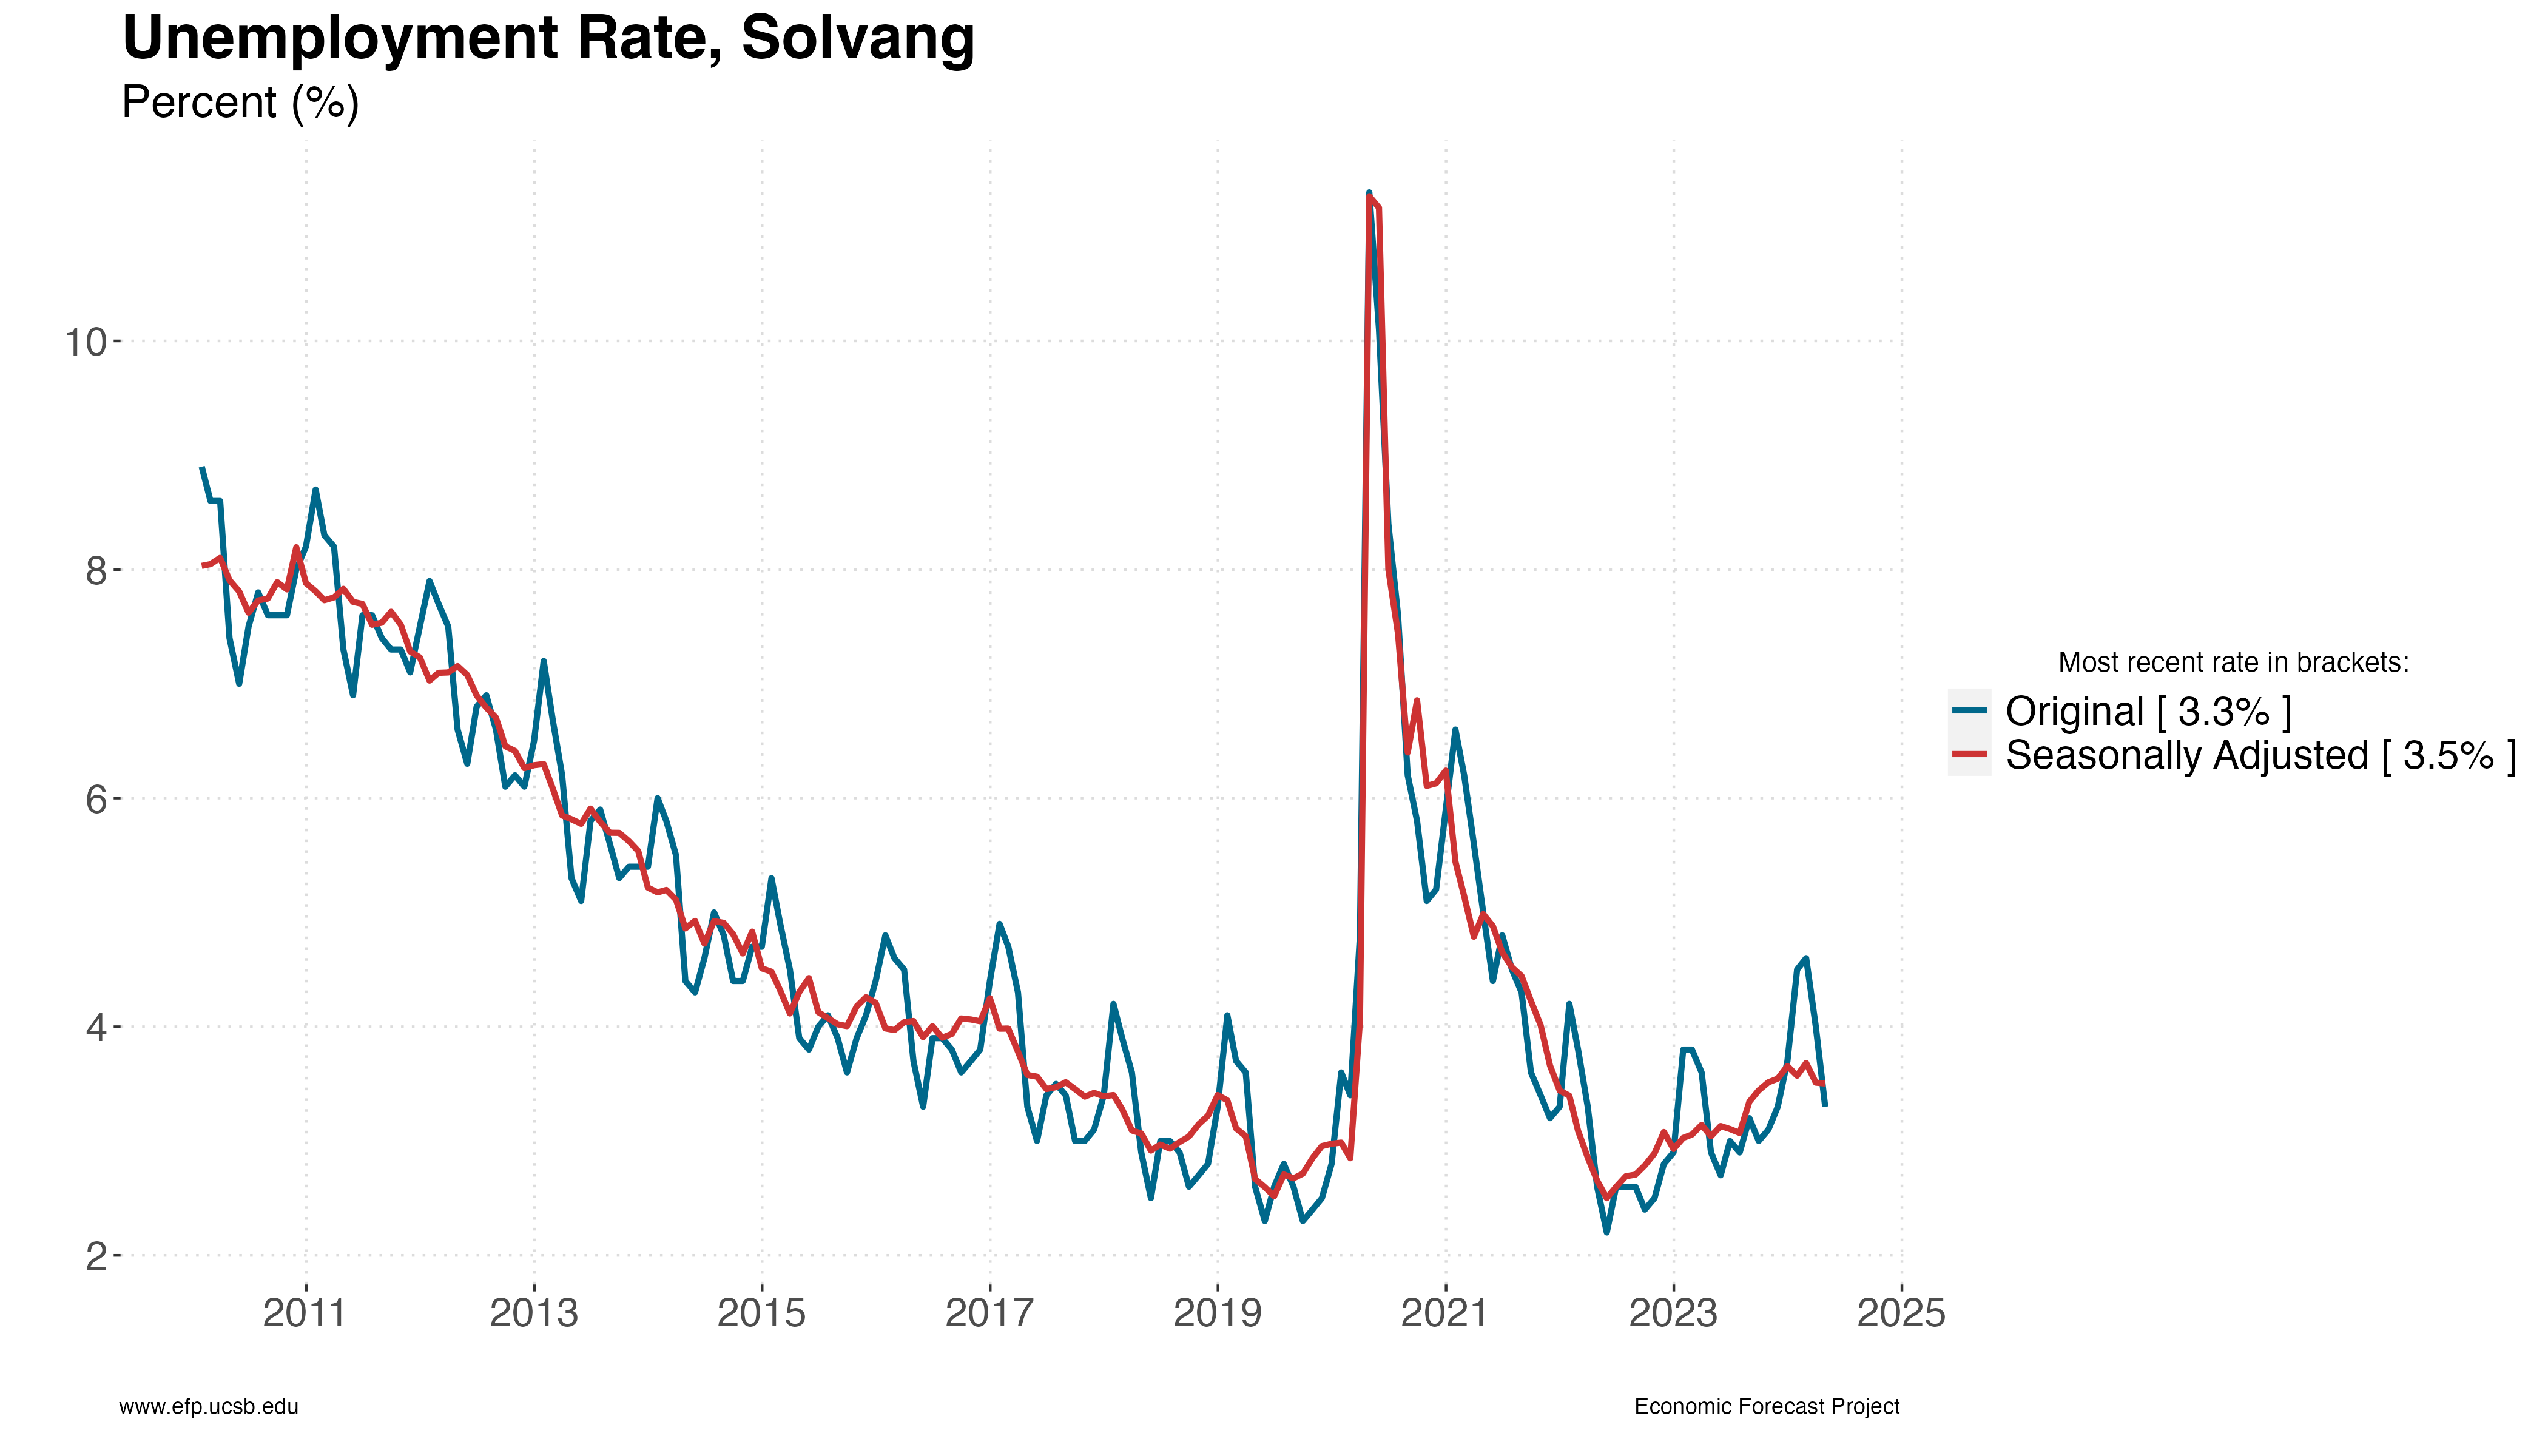 Unemployment Rate, Solvang
Percent (%)
10
8
6
4
2
2011 2013 2015 2017 2019 2021 2023 2025
Most recent rate in brackets:
Original [ 3.3% ]
Seasonally Adjusted [ 3.5% ]
www.efp.ucsb.edu
Economic Forecast Project